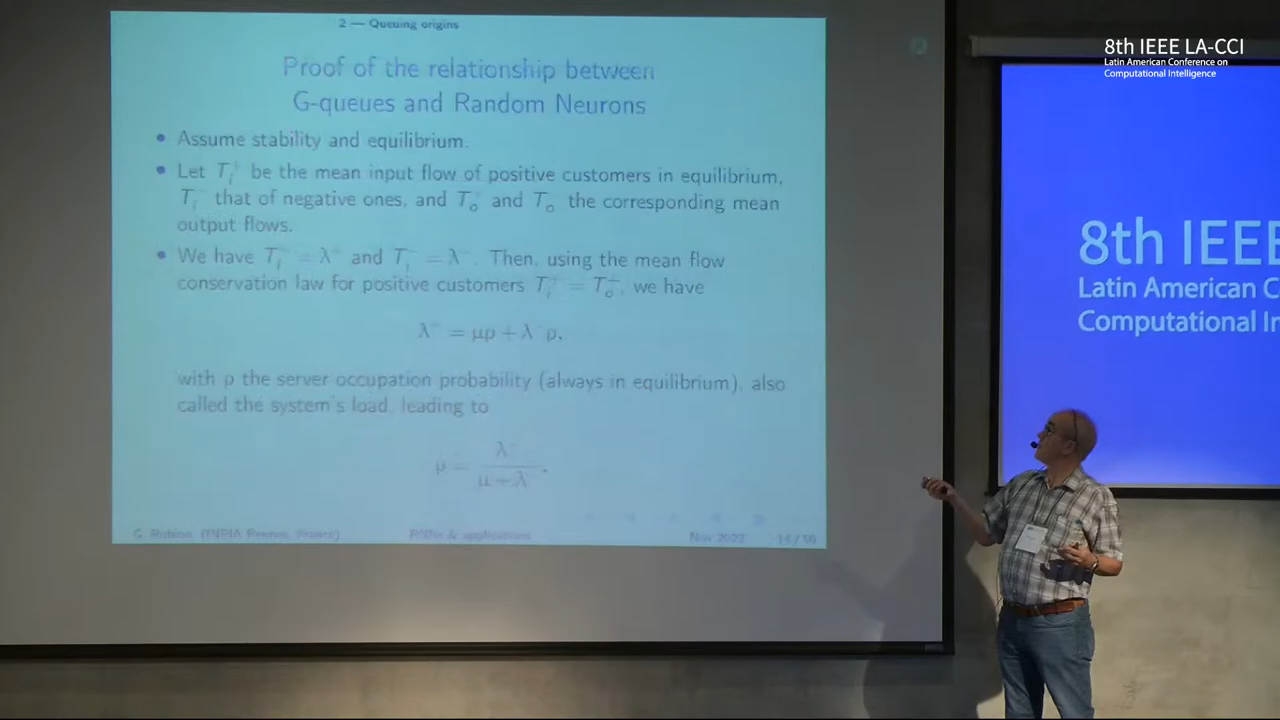 2 — Queuing origins
Proof of the relationship between
G-queues and Random Neurons
• Assume stability and equilibrium.
• Let T_i^+ be the mean input flow of positive customers in equilibrium,
T_i^- that of negative ones, and T_o^+ and T_o^- the corresponding mean
output flows.
• We have T_i^+ = λ^+ and T_i^- = λ^-. Then, using the mean flow
conservation law for positive customers T_i^+ = T_o^+, we have
λ^+ = μρ + λ^-ρ,
with ρ the server occupation probability (always in equilibrium), also
called the system's load, leading to
ρ = λ^+ / (μ + λ^-).
G. Rubino (INRIA Rennes, France) RNNs & applications Nov 2022
8th IEEE LA-CCI
Latin American Conference on
Computational Intelligence
8th IEEE
Latin American
Computational